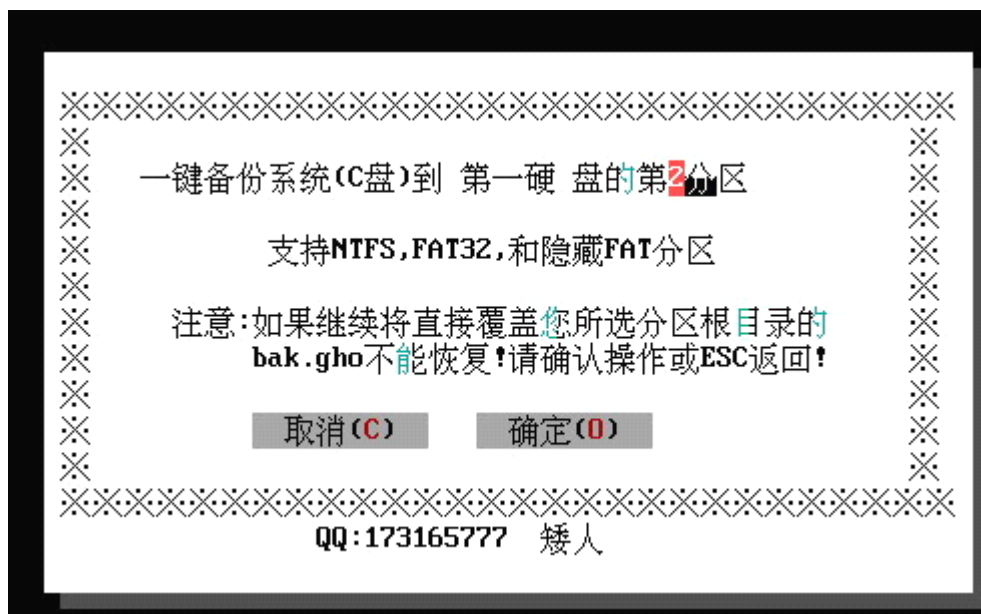 一键备份系统(C盘)到 第一硬 盘的第2分区
支持NTFS,FAT32,和隐藏FAT分区
注意:如果继续将直接覆盖您所选分区根目录的
bak.gho不能恢复!请确认操作或ESC返回!
取消(C) 确定(O)
QQ:173165777 矮人